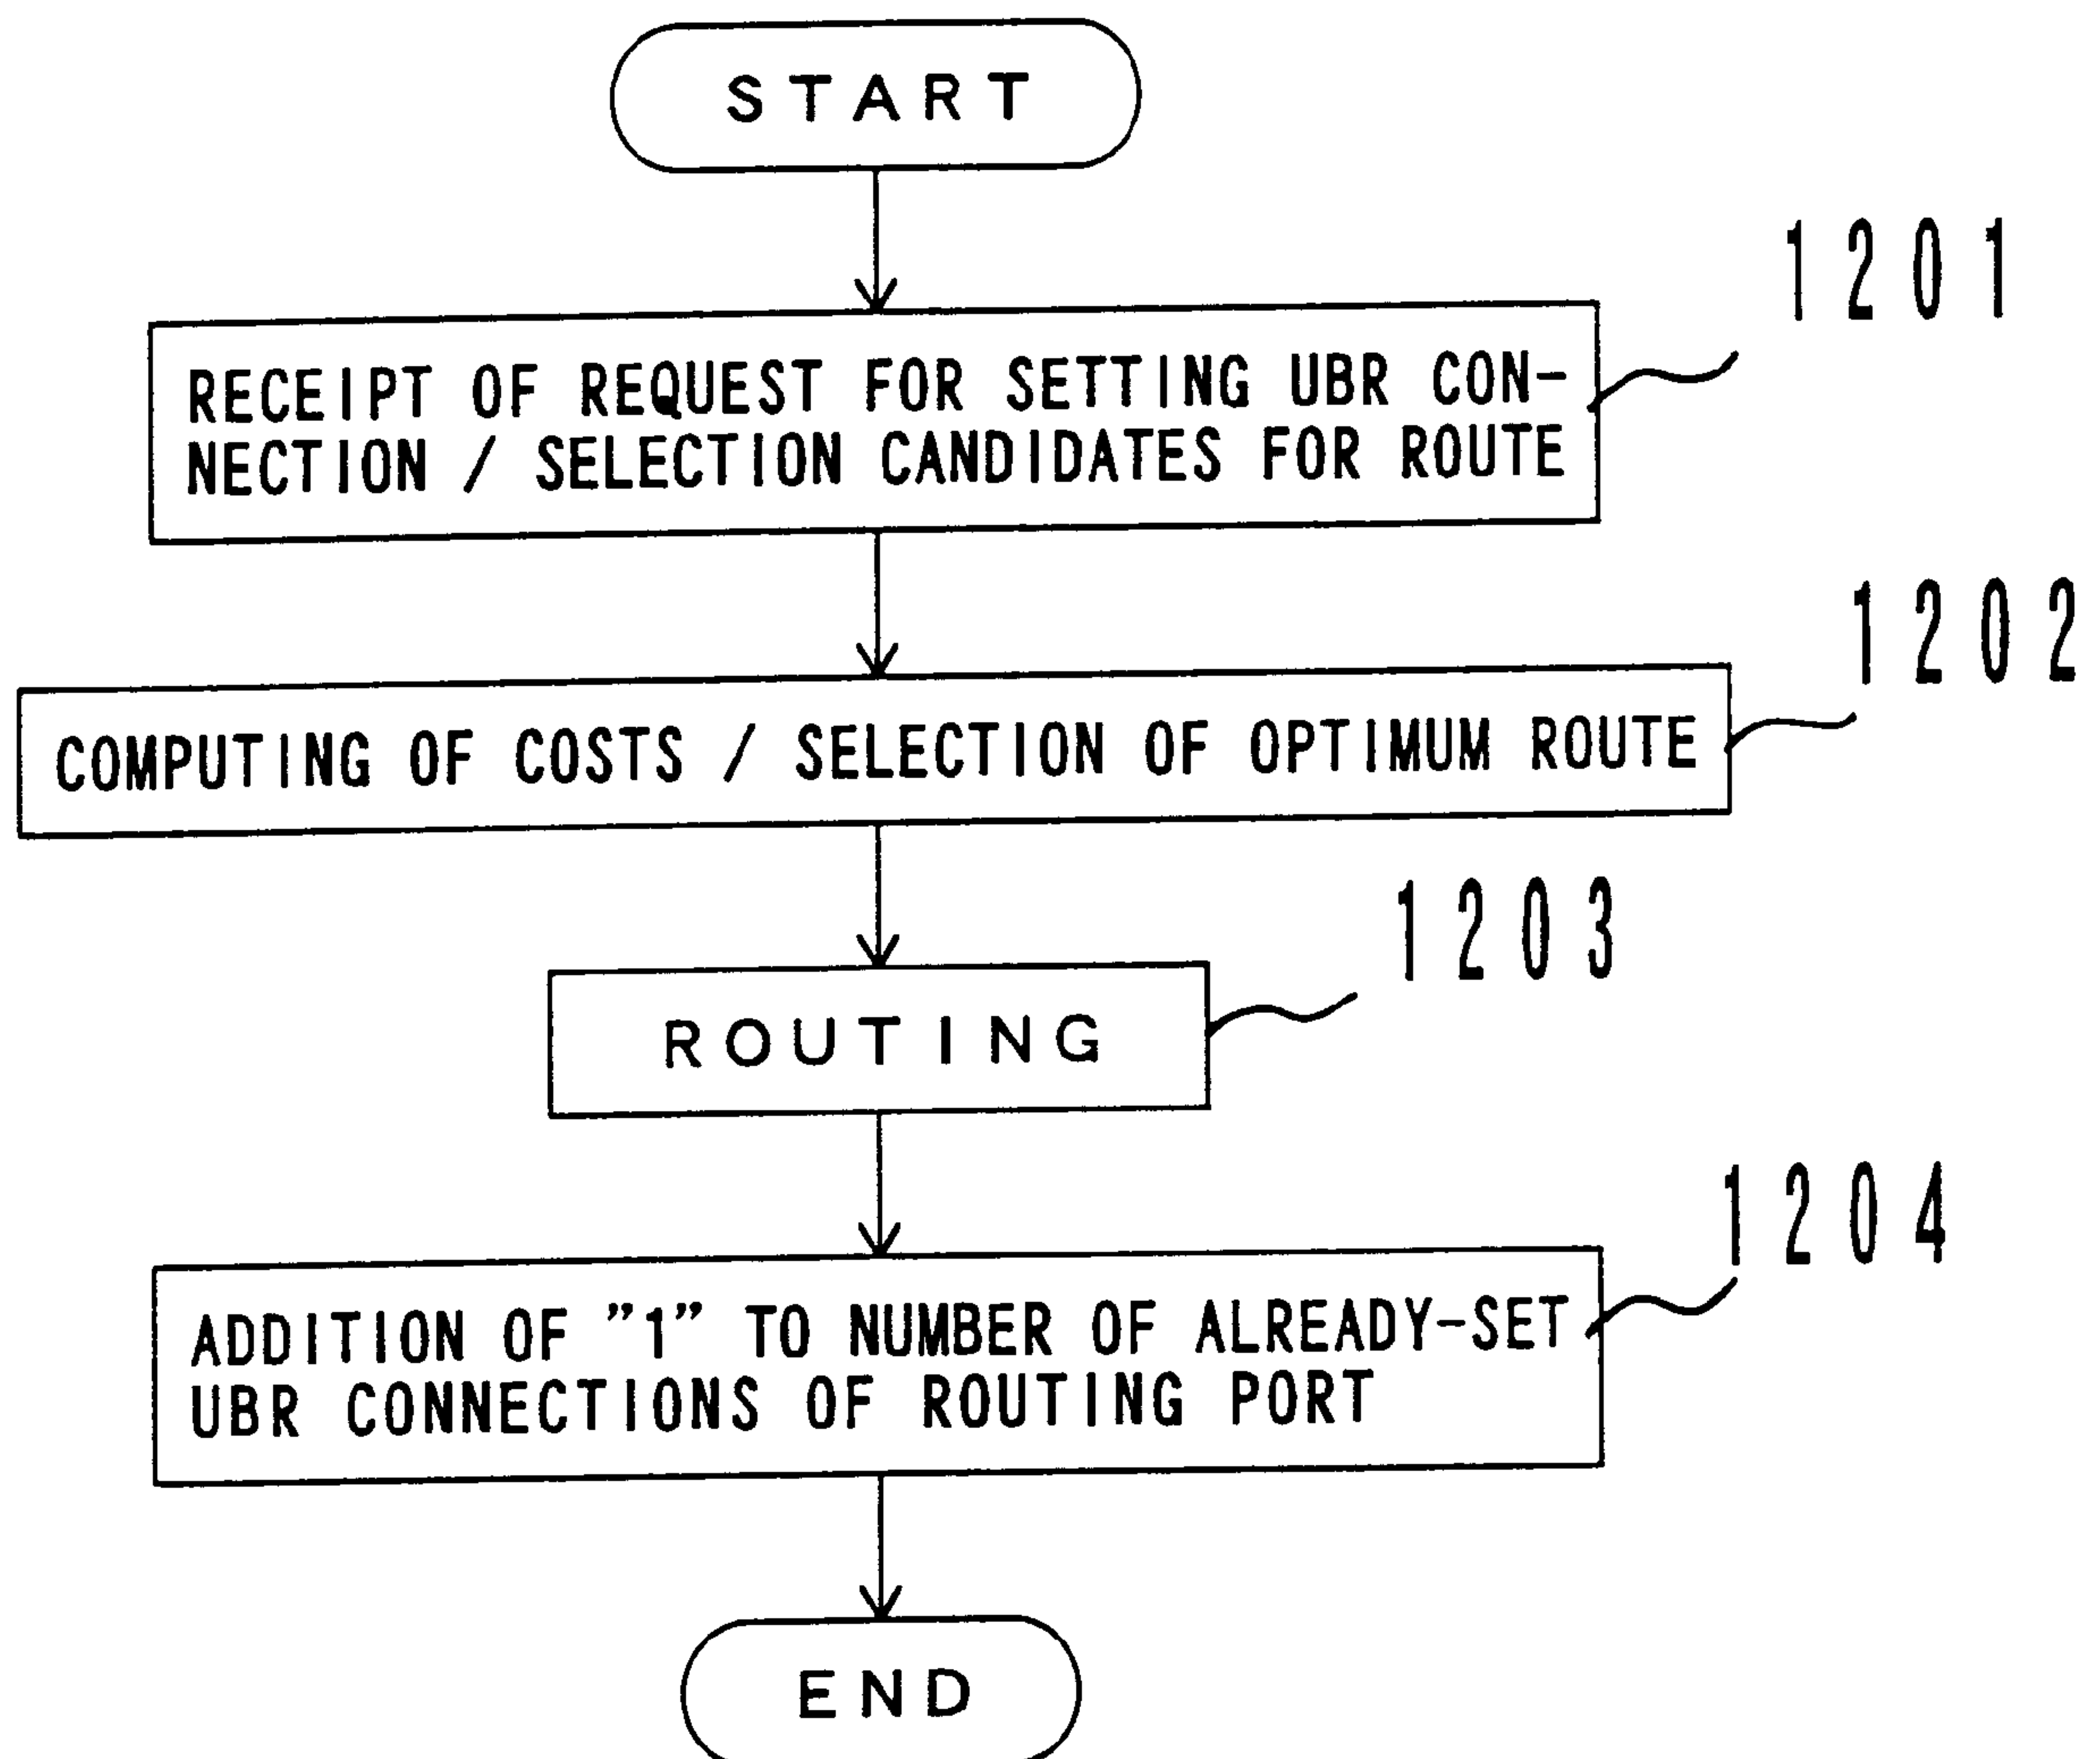 START
1201
RECEIPT OF REQUEST FOR SETTING UBR CON-
NECTION / SELECTION CANDIDATES FOR ROUTE
1202
COMPUTING OF COSTS / SELECTION OF OPTIMUM ROUTE
1203
ROUTING
1204
ADDITION OF "1" TO NUMBER OF ALREADY-SET
UBR CONNECTIONS OF ROUTING PORT
END